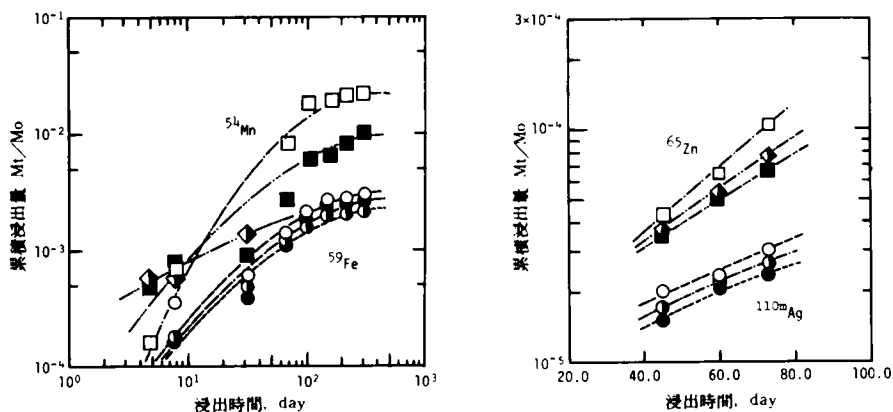 累積浸出量 Mt/Mo
10⁻¹
10⁻²
10⁻³
10⁻⁴
⁵⁴Mn
⁵⁹Fe
10⁰
10¹
10²
10³
浸出時間, day
累積浸出量 Mt/Mo
3×10⁻⁴
10⁻⁴
10⁻⁵
⁶⁵Zn
¹¹⁰ᵐAg
20.0
40.0
60.0
80.0
100.0
浸出時間, day